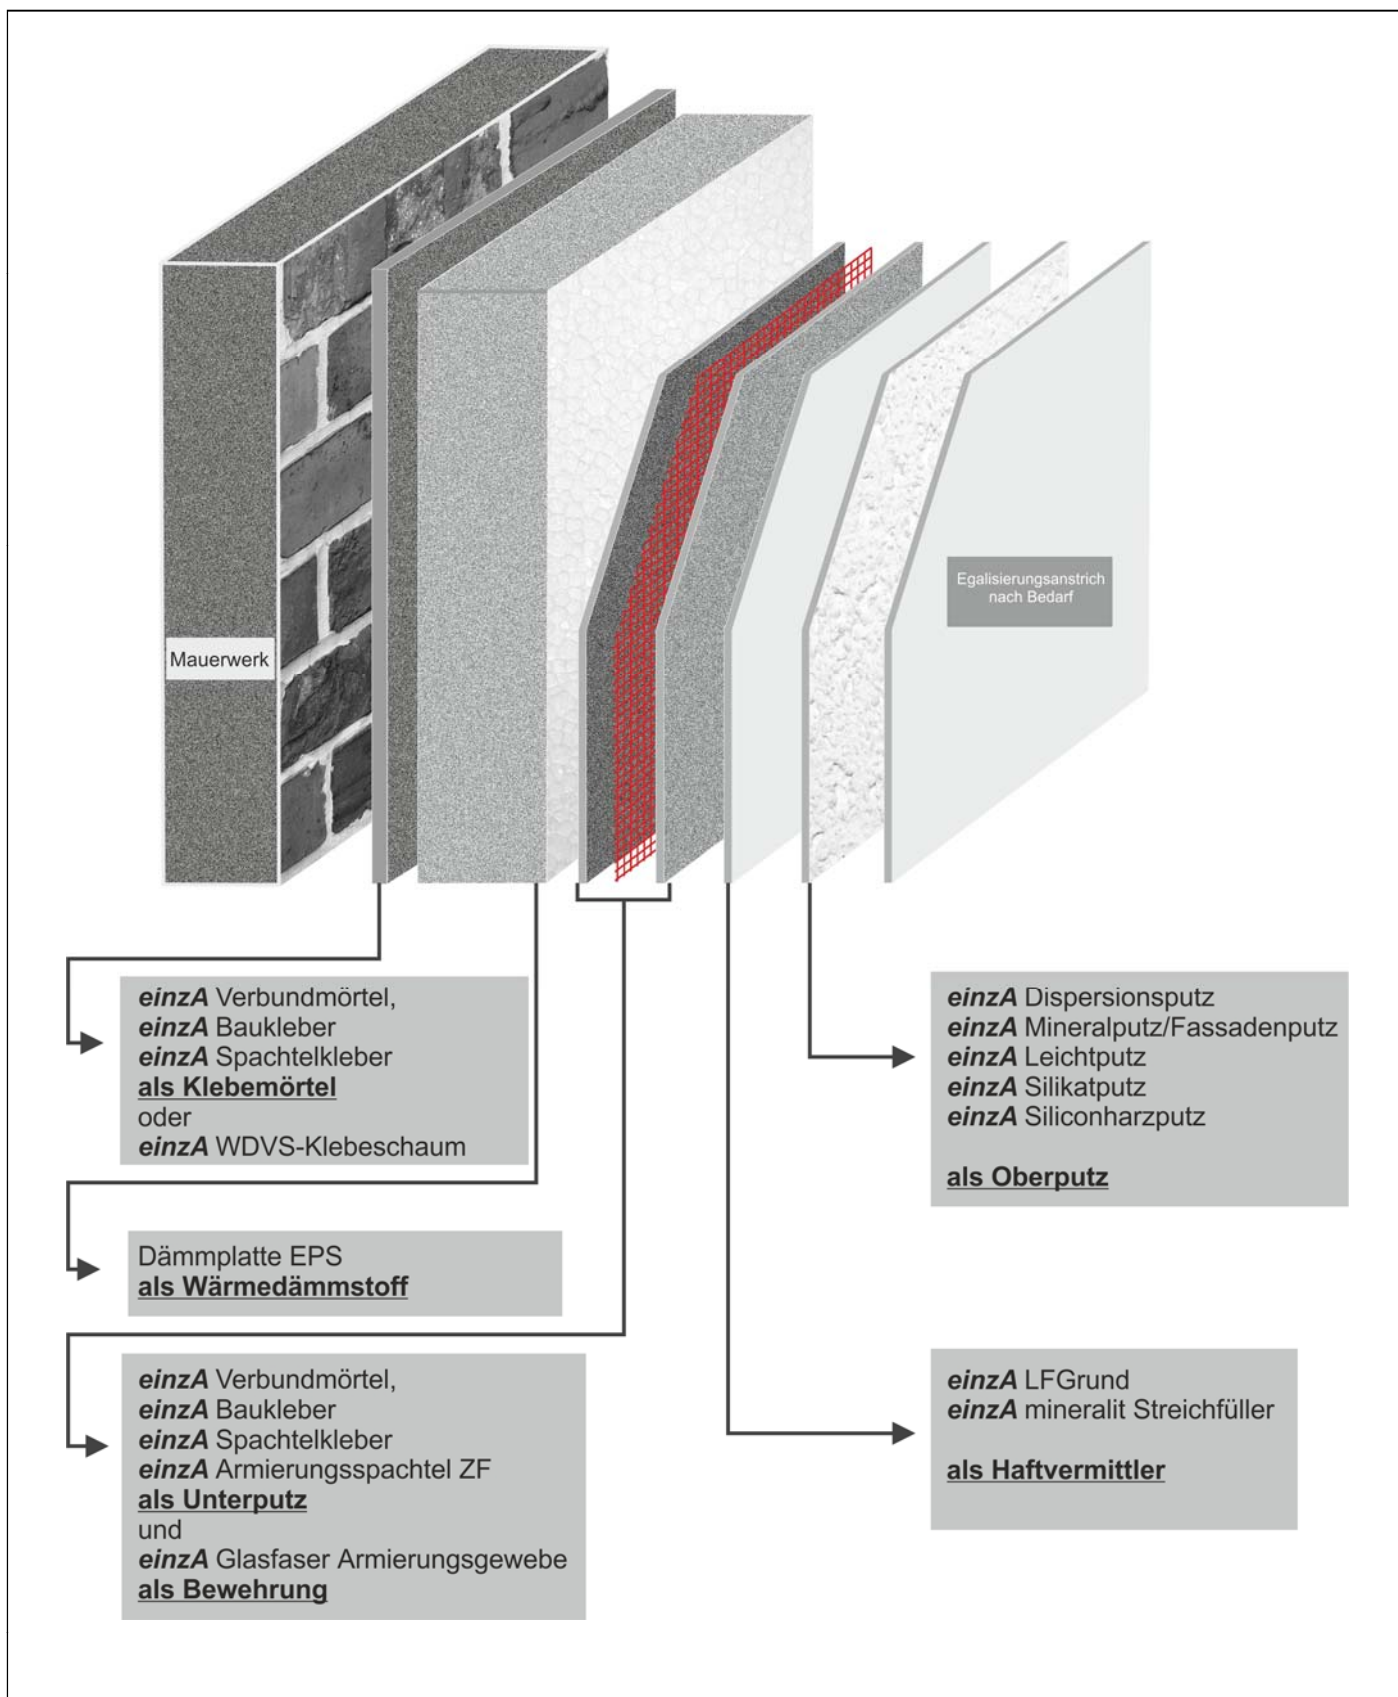 Egalisierungsanstrich
nach Bedarf
Mauerwerk
einzA Verbundmörtel,
einzA Baukleber
einzA Spachtelkleber
als Klebemörtel
oder
einzA WDVS-Klebeschaum
Dämmplatte EPS
als Wärmedämmstoff
einzA Verbundmörtel,
einzA Baukleber
einzA Spachtelkleber
einzA Armierungsspachtel ZF
als Unterputz
und
einzA Glasfaser Armierungsgewebe
als Bewehrung
einzA Dispersionsputz
einzA Mineralputz/Fassadenputz
einzA Leichtputz
einzA Silikatputz
einzA Siliconharzputz
als Oberputz
einzA LFGrund
einzA mineralit Streichfüller
als Haftvermittler